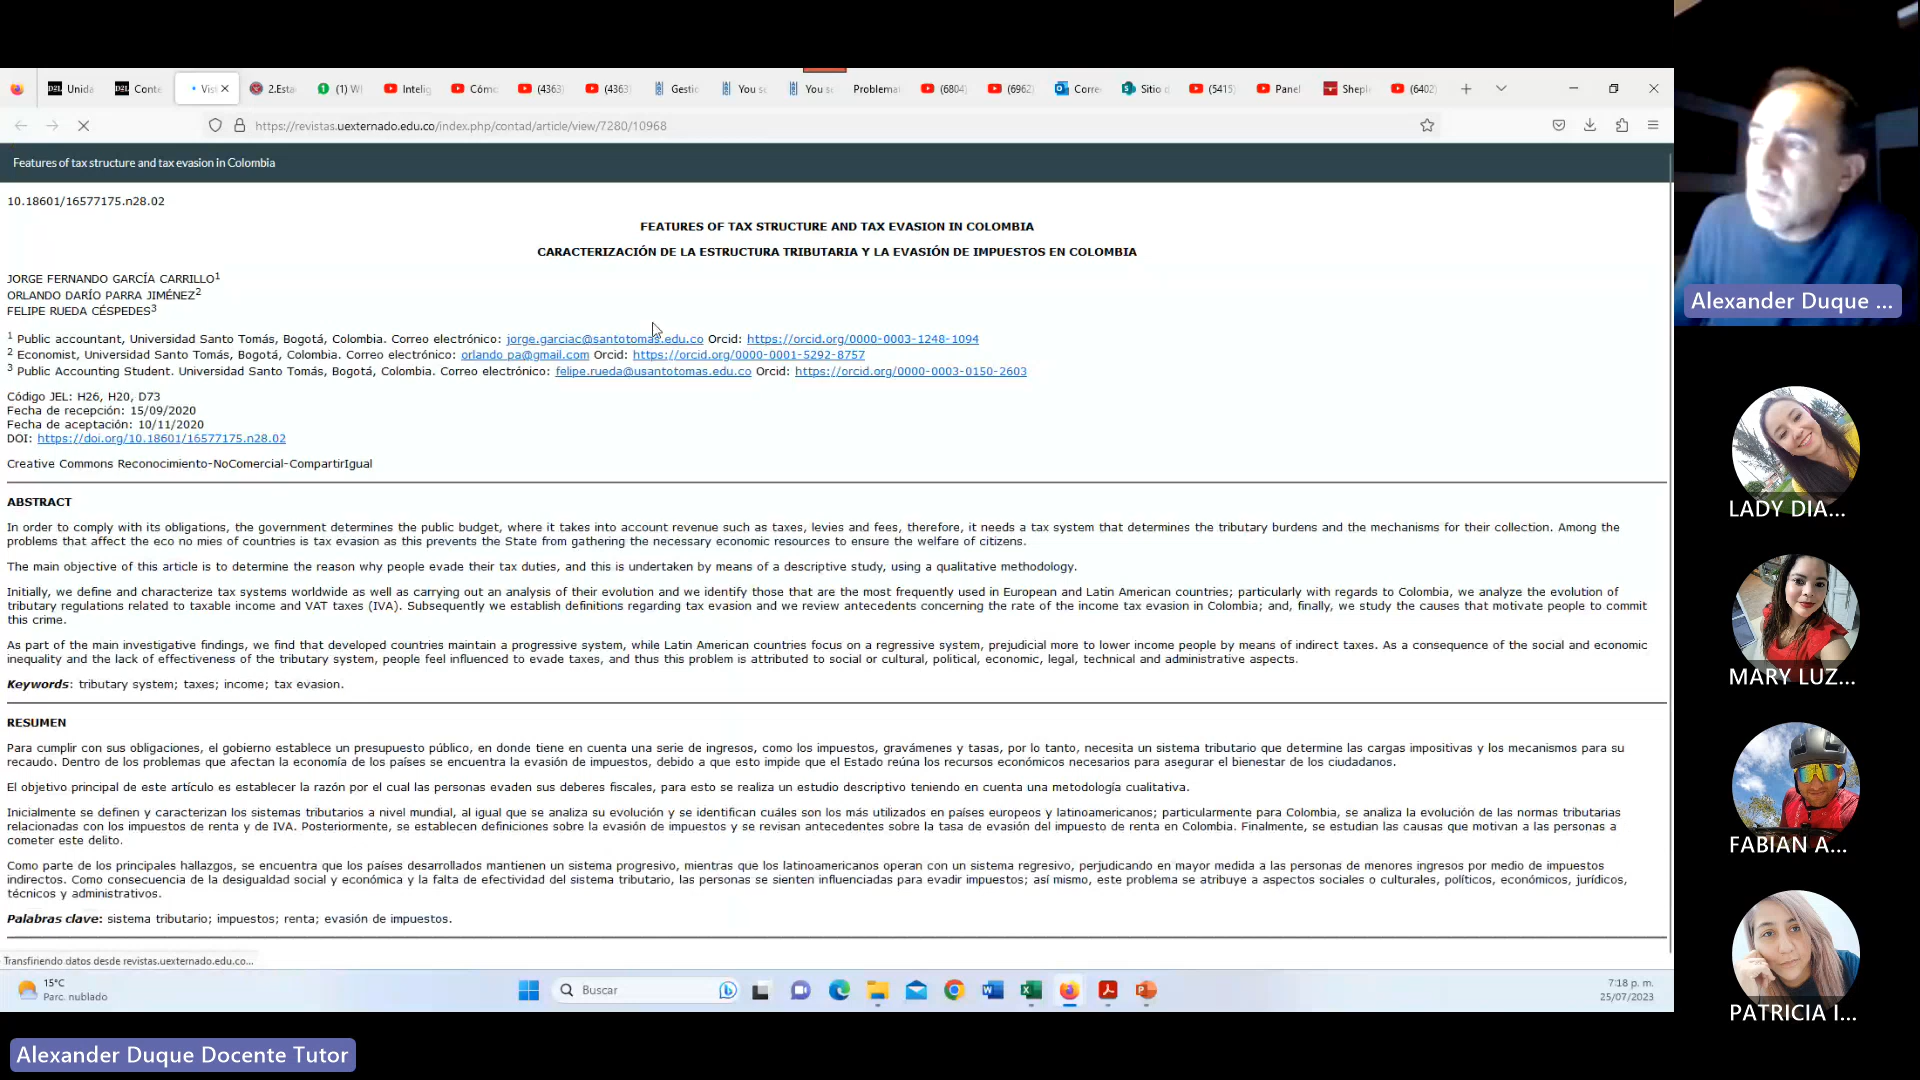 Unida
Conte
Vis
2.Esta
(1) W
Intelig
Cómo
(4363)
(4363)
Gestio
You s
You s
Problema
(6804)
(6962)
Corre
Sitio d
(5415)
Panel
Shepl
(6402)
https://revistas.uexternado.edu.co/index.php/contad/article/view/7280/10968
Features of tax structure and tax evasion in Colombia
10.18601/16577175.n28.02
FEATURES OF TAX STRUCTURE AND TAX EVASION IN COLOMBIA
CARACTERIZACIÓN DE LA ESTRUCTURA TRIBUTARIA Y LA EVASIÓN DE IMPUESTOS EN COLOMBIA
JORGE FERNANDO GARCÍA CARRILLO1
ORLANDO DARÍO PARRA JIMÉNEZ2
FELIPE RUEDA CÉSPEDES3
1 Public accountant, Universidad Santo Tomás, Bogotá, Colombia. Correo electrónico: jorge.garciac@santotomas.edu.co Orcid: https://orcid.org/0000-0003-1248-1094
2 Economist, Universidad Santo Tomás, Bogotá, Colombia. Correo electrónico: orlando_pa@gmail.com Orcid: https://orcid.org/0000-0001-5292-8757
3 Public Accounting Student. Universidad Santo Tomás, Bogotá, Colombia. Correo electrónico: felipe.rueda@usantotomas.edu.co Orcid: https://orcid.org/0000-0003-0150-2603
Código JEL: H26, H20, D73
Fecha de recepción: 15/09/2020
Fecha de aceptación: 10/11/2020
DOI: https://doi.org/10.18601/16577175.n28.02
Creative Commons Reconocimiento-NoComercial-CompartirIgual
ABSTRACT
In order to comply with its obligations, the government determines the public budget, where it takes into account revenue such as taxes, levies and fees, therefore, it needs a tax system that determines the tributary burdens and the mechanisms for their collection. Among the
problems that affect the eco no mies of countries is tax evasion as this prevents the State from gathering the necessary economic resources to ensure the welfare of citizens.
The main objective of this article is to determine the reason why people evade their tax duties, and this is undertaken by means of a descriptive study, using a qualitative methodology.
Initially, we define and characterize tax systems worldwide as well as carrying out an analysis of their evolution and we identify those that are the most frequently used in European and Latin American countries; particularly with regards to Colombia, we analyze the evolution of
tributary regulations related to taxable income and VAT taxes (IVA). Subsequently we establish definitions regarding tax evasion and we review antecedents concerning the rate of the income tax evasion in Colombia; and, finally, we study the causes that motivate people to commit
this crime.
As part of the main investigative findings, we find that developed countries maintain a progressive system, while Latin American countries focus on a regressive system, prejudicial more to lower income people by means of indirect taxes. As a consequence of the social and economic
inequality and the lack of effectiveness of the tributary system, people feel influenced to evade taxes, and thus this problem is attributed to social or cultural, political, economic, legal, technical and administrative aspects.
Keywords: tributary system; taxes; income; tax evasion.
RESUMEN
Para cumplir con sus obligaciones, el gobierno establece un presupuesto público, en donde tiene en cuenta una serie de ingresos, como los impuestos, gravámenes y tasas, por lo tanto, necesita un sistema tributario que determine las cargas impositivas y los mecanismos para su
recaudo. Dentro de los problemas que afectan la economía de los países se encuentra la evasión de impuestos, debido a que esto impide que el Estado reúna los recursos económicos necesarios para asegurar el bienestar de los ciudadanos.
El objetivo principal de este artículo es establecer la razón por el cual las personas evaden sus deberes fiscales, para esto se realiza un estudio descriptivo teniendo en cuenta una metodología cualitativa.
Inicialmente se definen y caracterizan los sistemas tributarios a nivel mundial, al igual que se analiza su evolución y se identifican cuáles son los más utilizados en países europeos y latinoamericanos; particularmente para Colombia, se analiza la evolución de las normas tributarias
relacionadas con los impuestos de renta y de IVA. Posteriormente, se establecen definiciones sobre la evasión de impuestos y se revisan antecedentes sobre la tasa de evasión del impuesto de renta en Colombia. Finalmente, se estudian las causas que motivan a las personas a
cometer este delito.
Como parte de los principales hallazgos, se encuentra que los países desarrollados mantienen un sistema progresivo, mientras que los latinoamericanos operan con un sistema regresivo, perjudicando en mayor medida a las personas de menores ingresos por medio de impuestos
indirectos. Como consecuencia de la desigualdad social y económica y la falta de efectividad del sistema tributario, las personas se sienten influenciadas para evadir impuestos; así mismo, este problema se atribuye a aspectos sociales o culturales, políticos, económicos, jurídicos,
técnicos y administrativos.
Palabras clave: sistema tributario; impuestos; renta; evasión de impuestos.
Transfiriendo datos desde revistas.uexternado.edu.co...
15°C
Parc. nublado
Buscar
7:18 p. m.
25/07/2023
Alexander Duque ...
LADY DIA...
MARY LUZ...
FABIAN A...
PATRICIA I...
Alexander Duque Docente Tutor